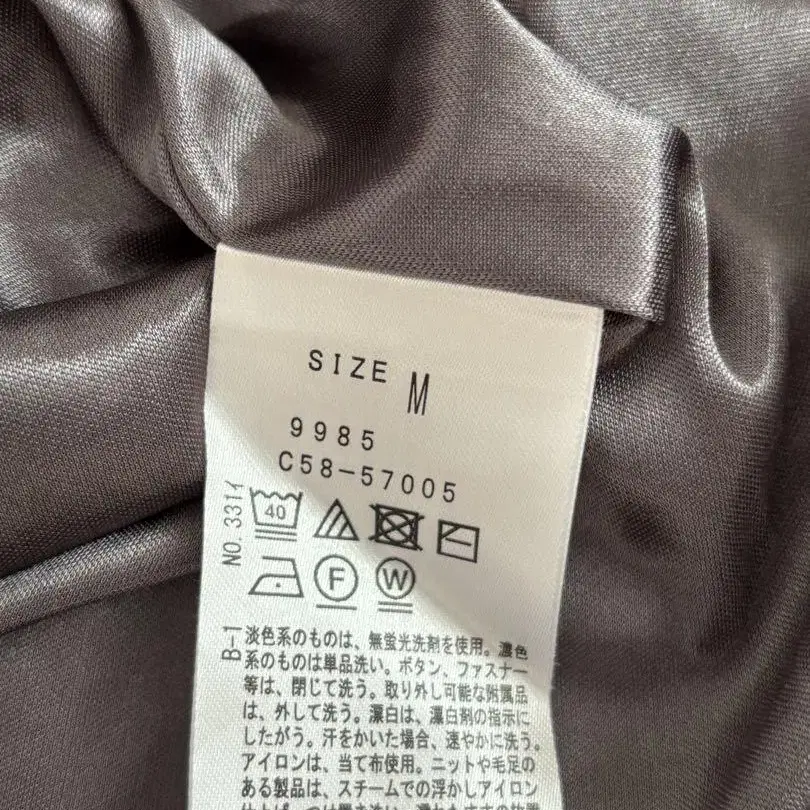 SIZE M
9985
C58-57005
NO. 331イ
40
F W
B-1
淡色系のものは、無蛍光洗剤を使用。濃色
系のものは単品洗い。ボタン、ファスナー
等は、閉じて洗う。取り外し可能な附属品
は、外して洗う。漂白は、漂白剤の指示に
したがう。汗をかいた場合、速やかに洗う。
アイロンは、当て布使用。ニットや毛足の
ある製品は、スチームでの浮かしアイロン